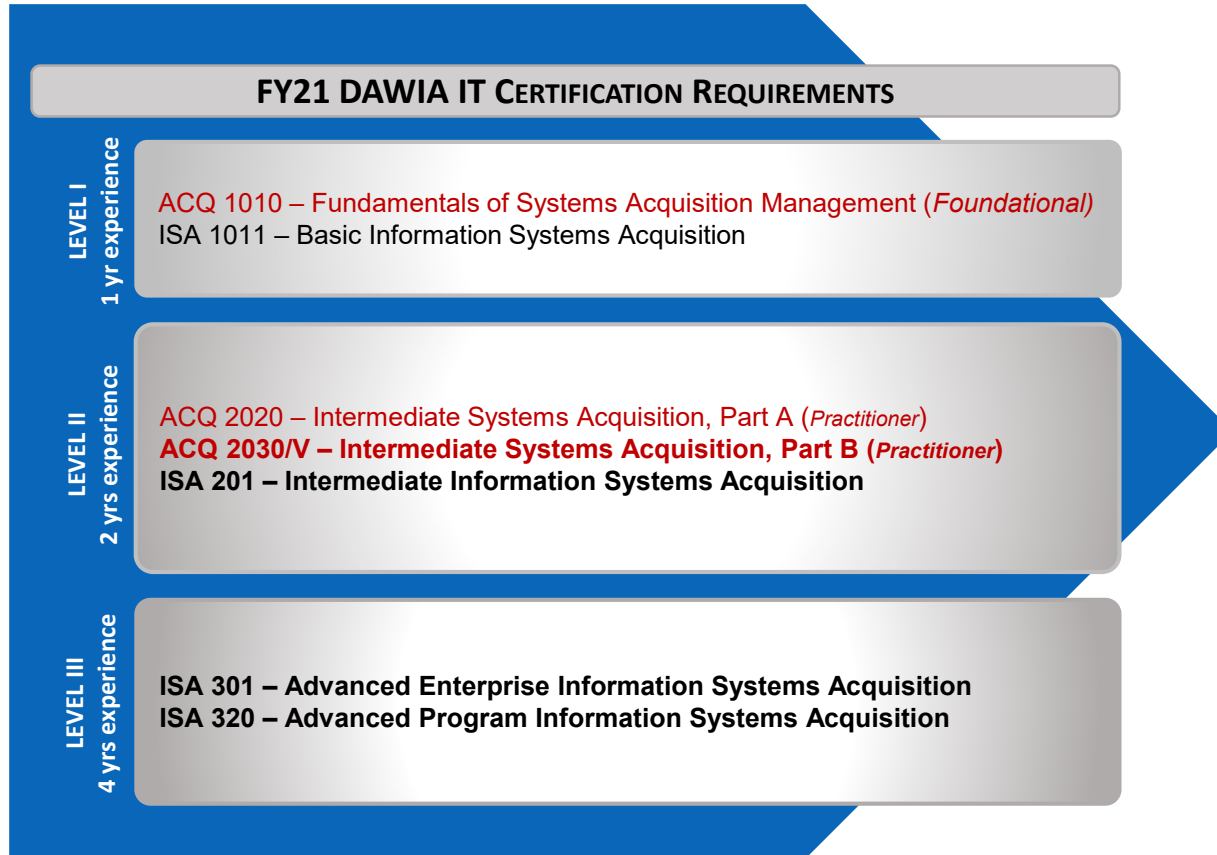 FY21 DAWIA IT CERTIFICATION REQUIREMENTS
LEVEL I
1 yr experience
ACQ 1010 – Fundamentals of Systems Acquisition Management (Foundational)
ISA 1011 – Basic Information Systems Acquisition
LEVEL II
2 yrs experience
ACQ 2020 – Intermediate Systems Acquisition, Part A (Practitioner)
ACQ 2030/V – Intermediate Systems Acquisition, Part B (Practitioner)
ISA 201 – Intermediate Information Systems Acquisition
LEVEL III
4 yrs experience
ISA 301 – Advanced Enterprise Information Systems Acquisition
ISA 320 – Advanced Program Information Systems Acquisition